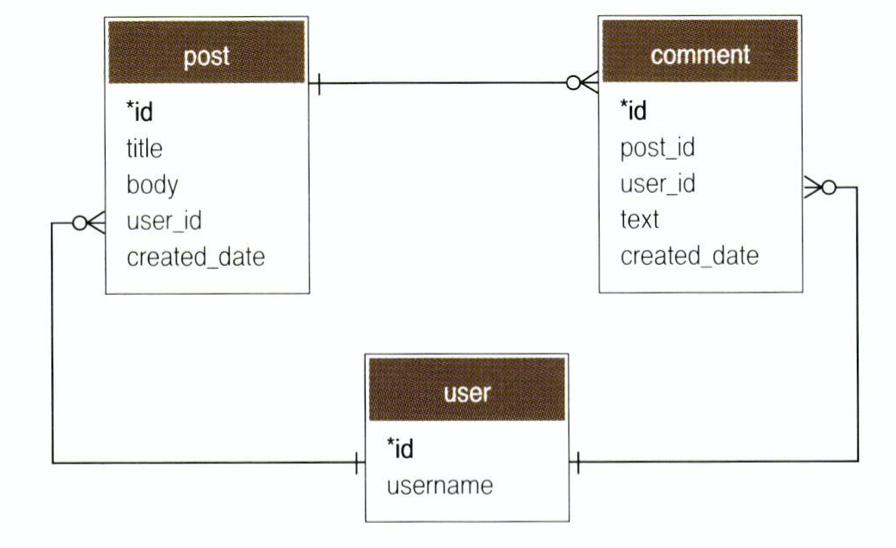 post
*id
title
body
user_id
created_date
comment
*id
post_id
user_id
text
created_date
user
*id
username